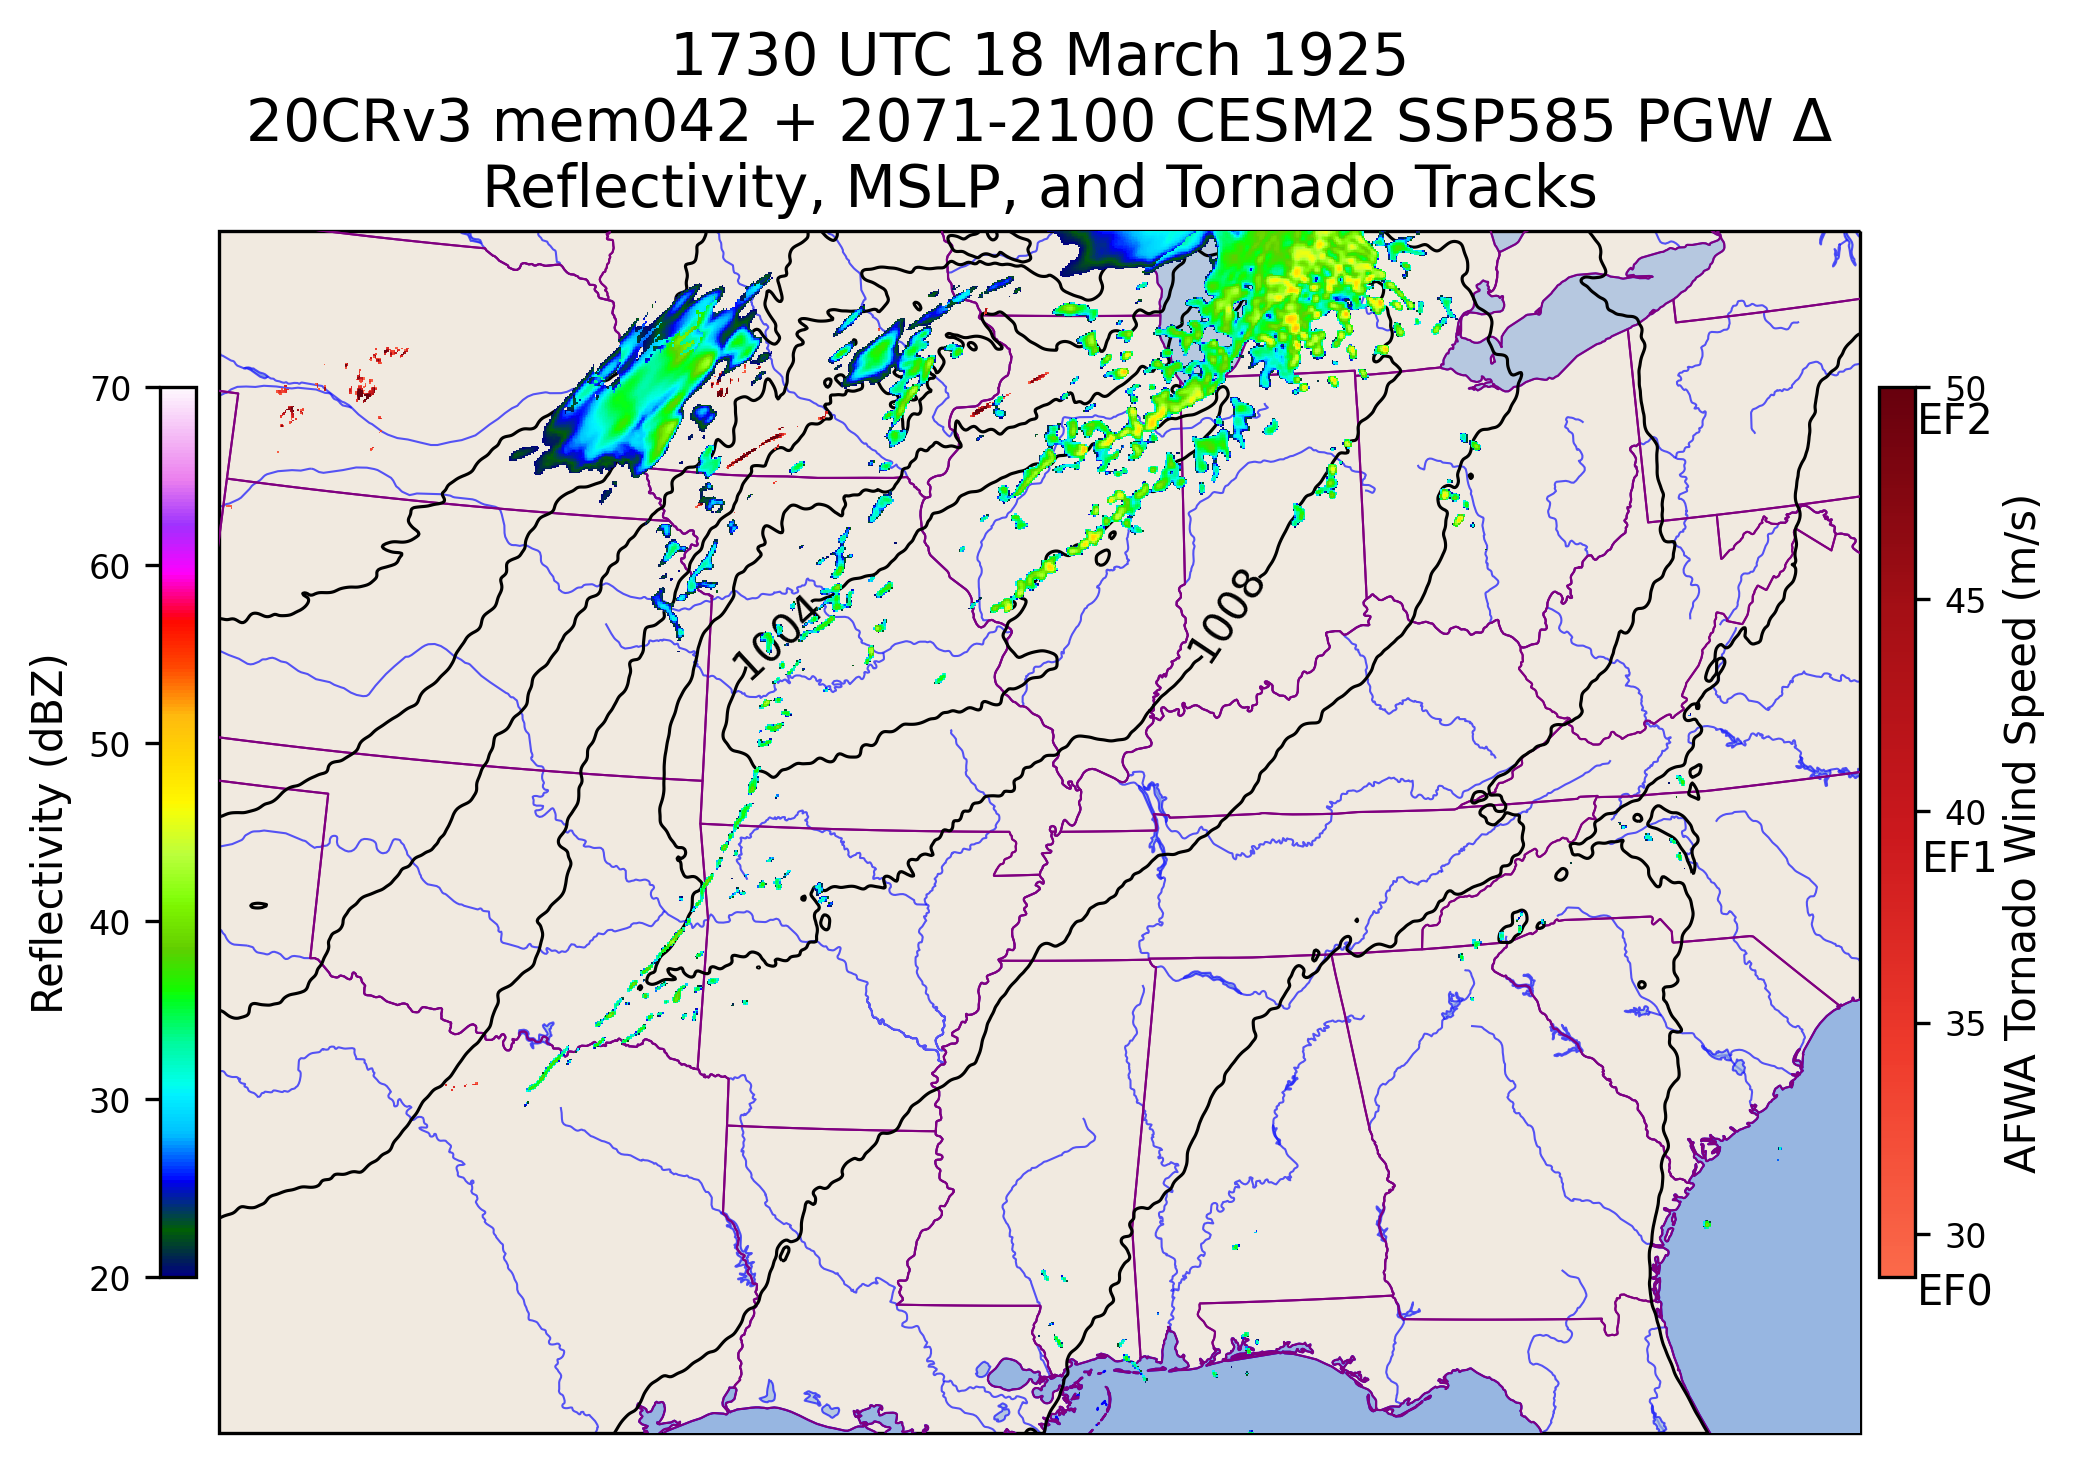 1730 UTC 18 March 1925
20CRv3 mem042 + 2071-2100 CESM2 SSP585 PGW Δ
Reflectivity, MSLP, and Tornado Tracks
70
60
50
40
30
20
Reflectivity (dBZ)
1004
1008
50
EF2
45
40
EF1
35
30
EF0
AFWA Tornado Wind Speed (m/s)